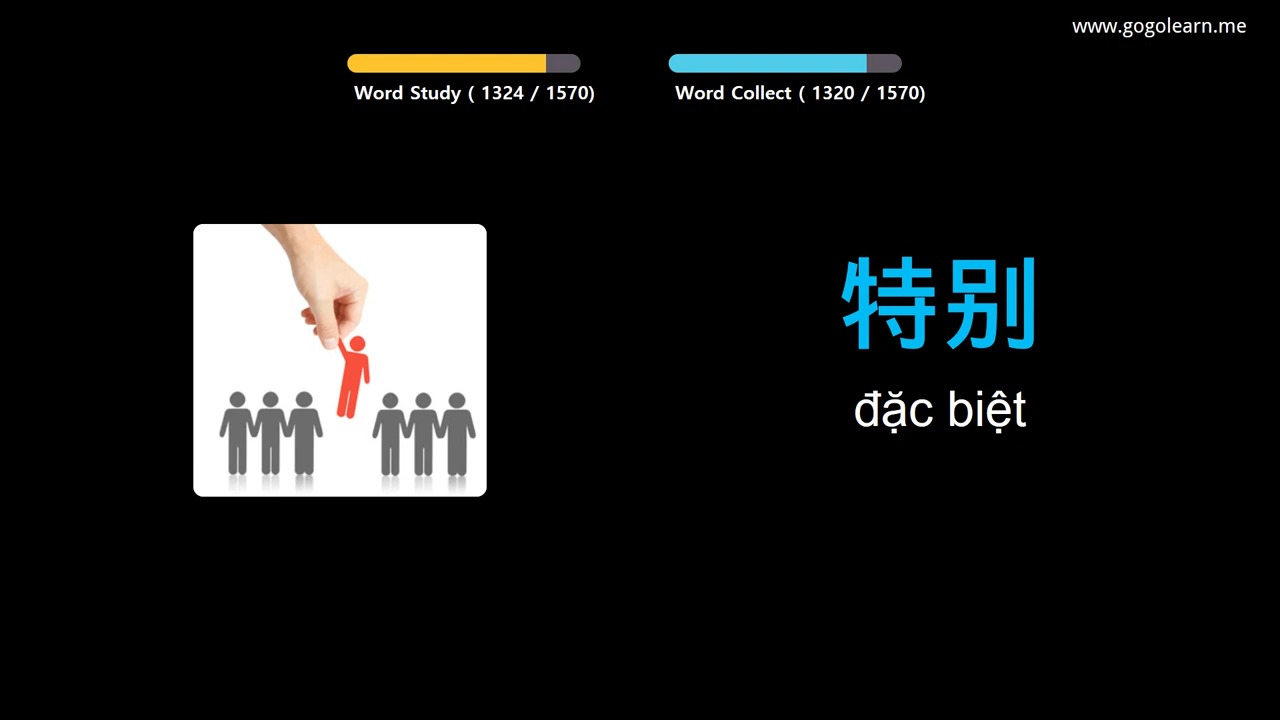 www.gogolearn.me
Word Study ( 1324 / 1570)
Word Collect ( 1320 / 1570)
特别
đặc biệt